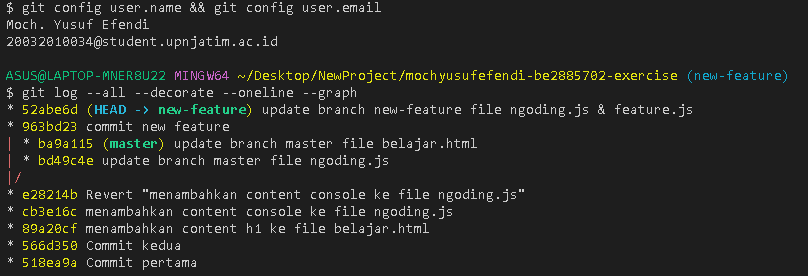 $ git config user.name && git config user.email
Moch. Yusuf Efendi
20032010034@student.upnjatim.ac.id
ASUS@LAPTOP-MNER8U22 MINGW64 ~/Desktop/NewProject/mochyusufefendi-be2885702-exercise (new-feature)
$ git log --all --decorate --oneline --graph
* 52abe6d (HEAD -> new-feature) update branch new-feature file ngoding.js & feature.js
* 963bd23 commit new feature
| * ba9a115 (master) update branch master file belajar.html
| * bd49c4e update branch master file ngoding.js
|/
* e28214b Revert "menambahkan content console ke file ngoding.js"
* cb3e16c menambahkan content console ke file ngoding.js
* 89a20cf menambahkan content h1 ke file belajar.html
* 566d350 Commit kedua
* 518ea9a Commit pertama